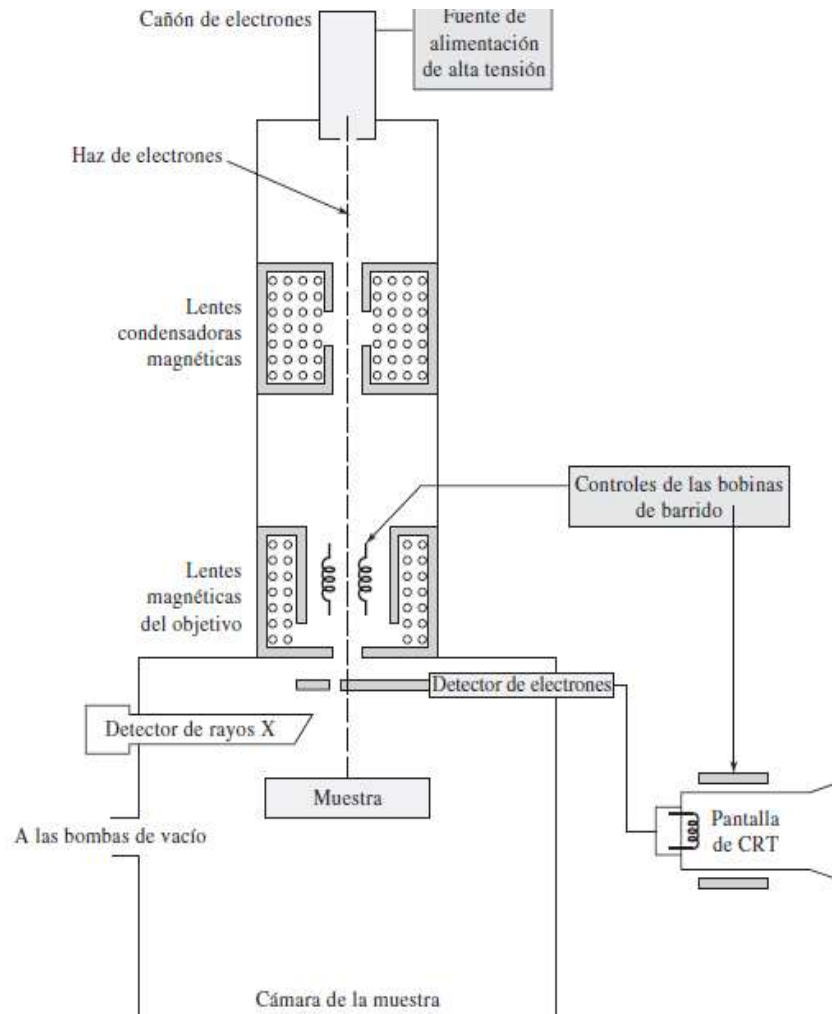 Cañón de electrones
Fuente de
alimentación
de alta tensión
Haz de electrones
Lentes
condensadoras
magnéticas
Controles de las bobinas
de barrido
Lentes
magnéticas
del objetivo
Detector de electrones
Detector de rayos X
Muestra
A las bombas de vacío
Pantalla
de CRT
Cámara de la muestra